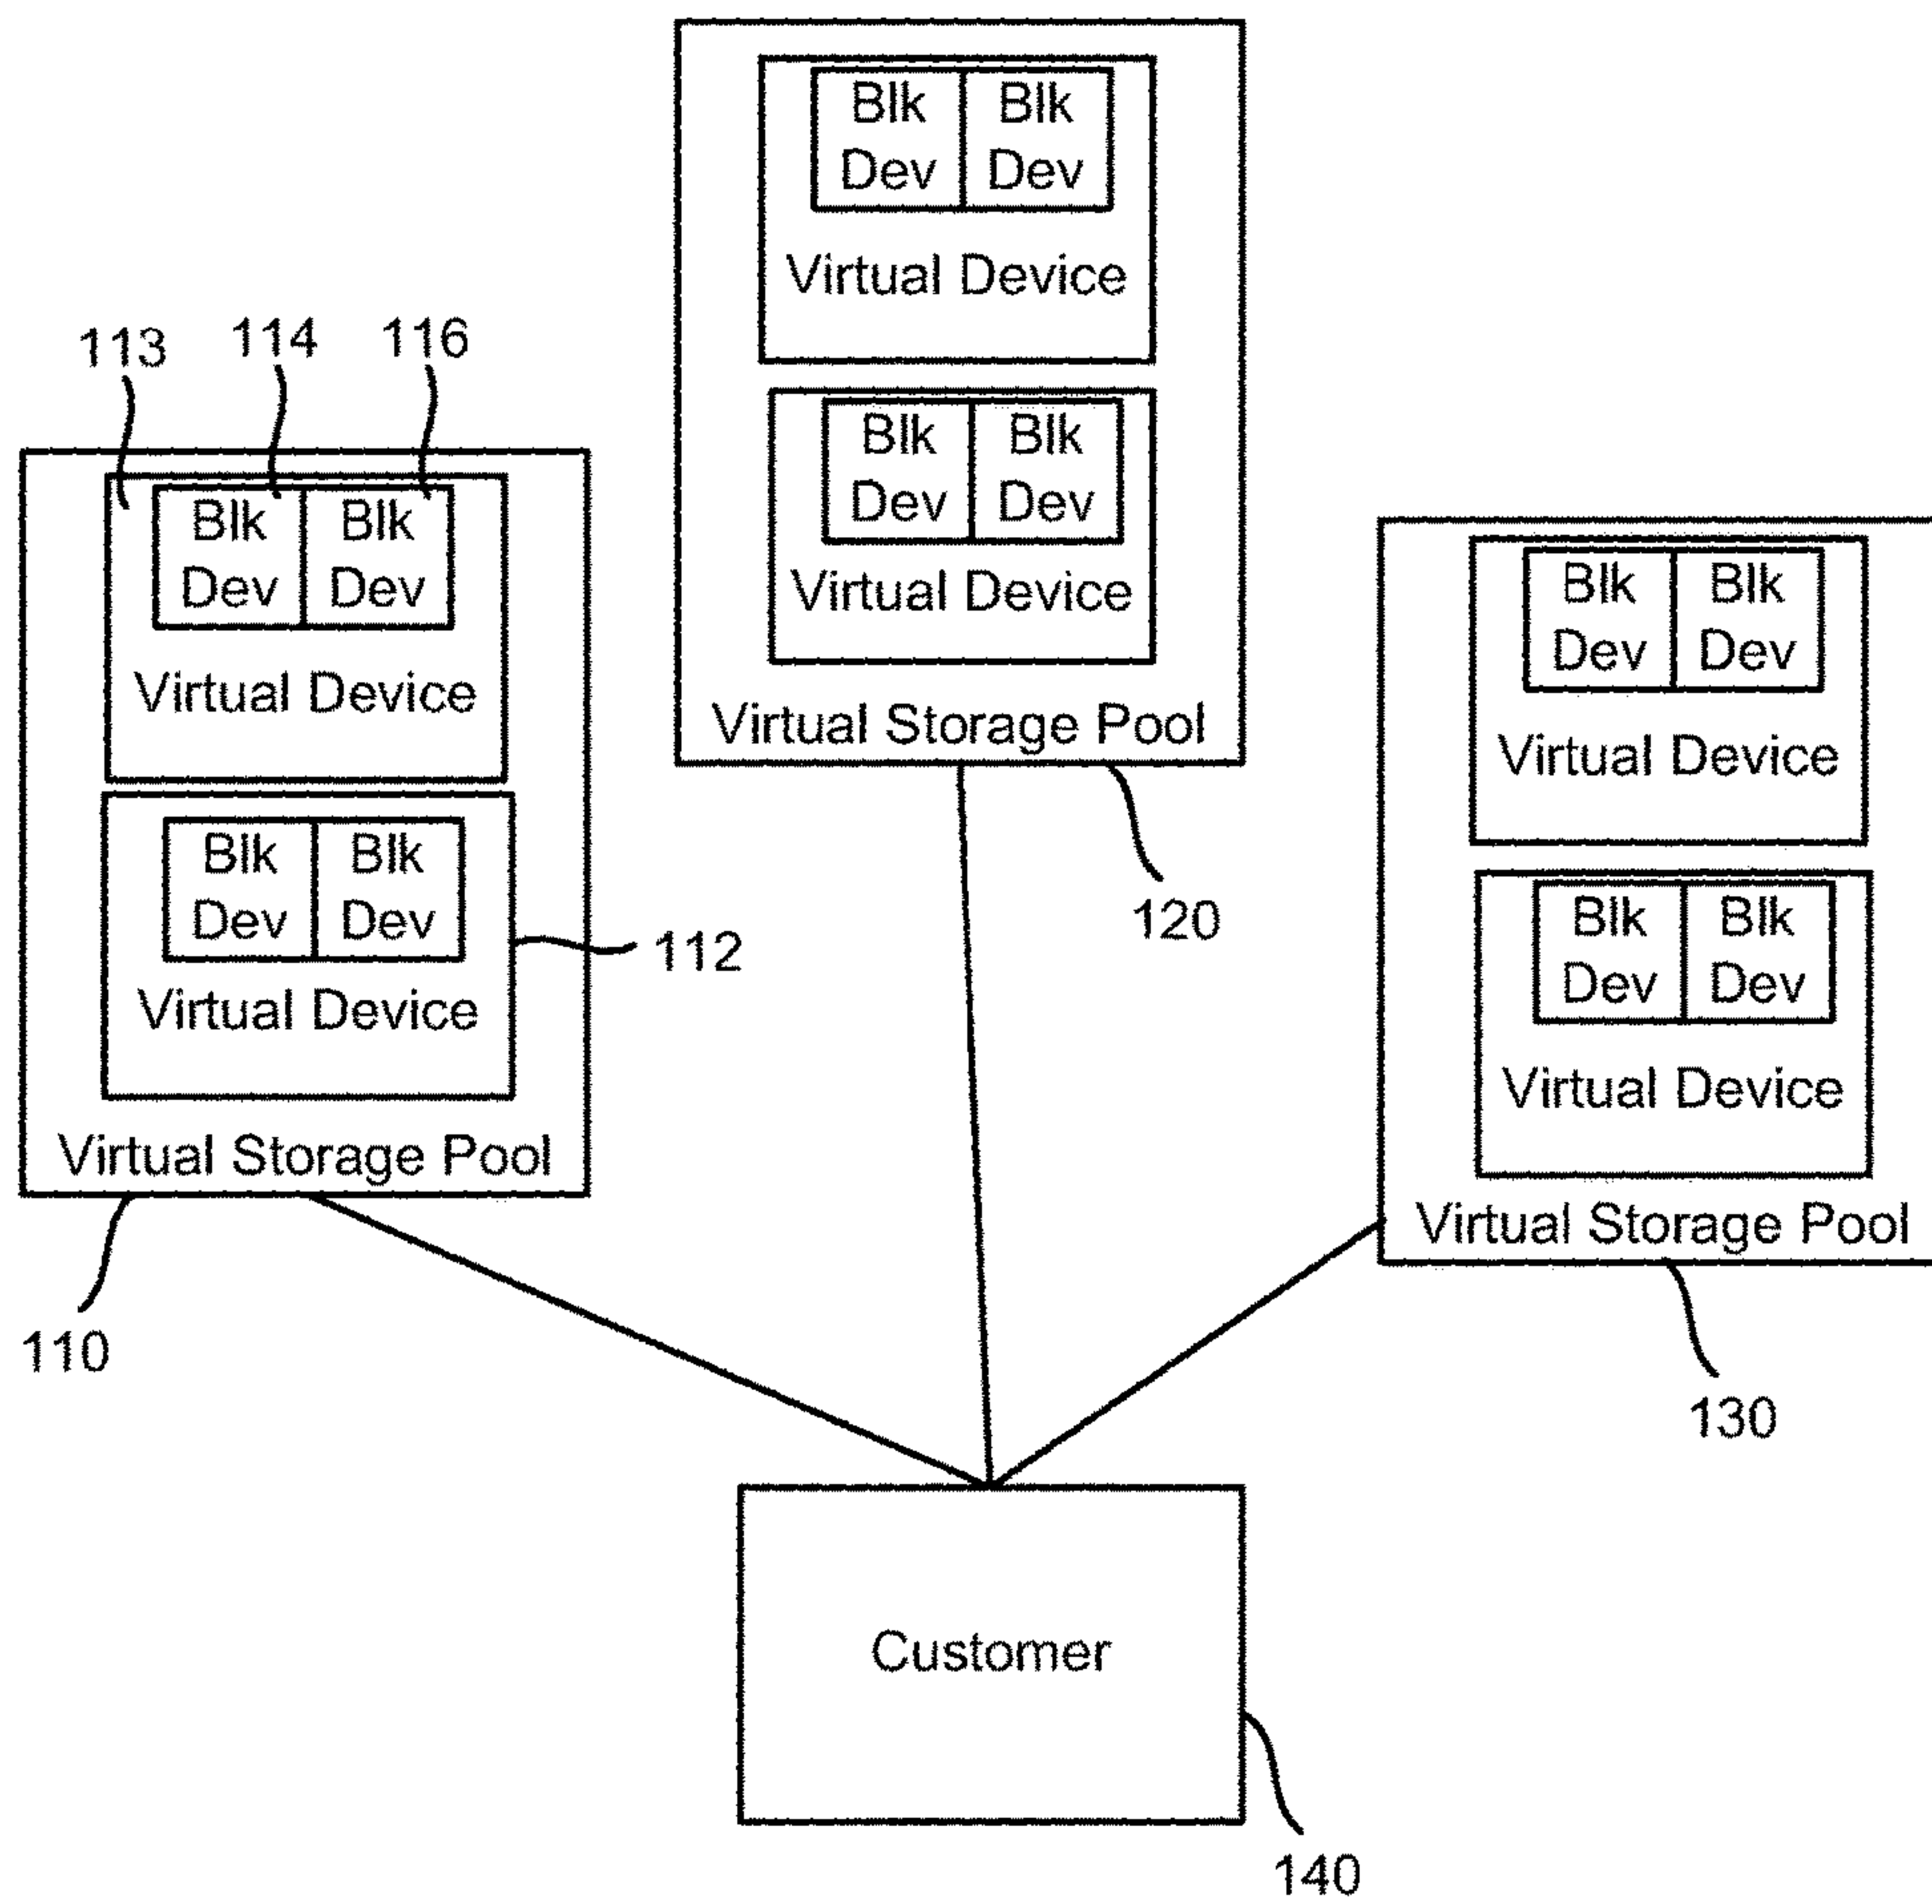 Blk Blk
Dev Dev
Virtual Device
Blk Blk
Dev Dev
Virtual Device
Virtual Storage Pool
120
113 114 116
Blk Blk
Dev Dev
Virtual Device
Blk Blk
Dev Dev
Virtual Device
112
Virtual Storage Pool
110
Blk Blk
Dev Dev
Virtual Device
Blk Blk
Dev Dev
Virtual Device
Virtual Storage Pool
130
Customer
140